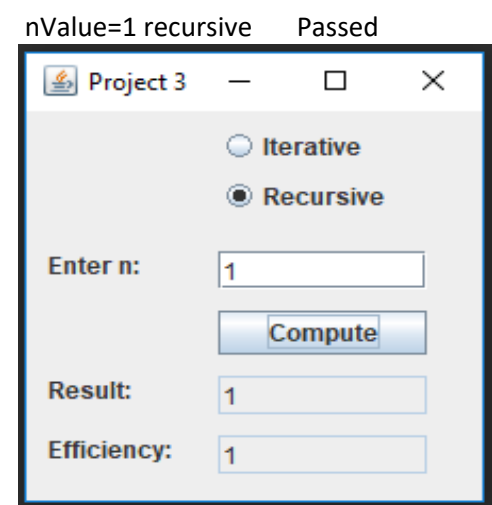 nValue=1 recursive Passed
Project 3
Iterative
Recursive
Enter n: 1
Compute
Result: 1
Efficiency: 1